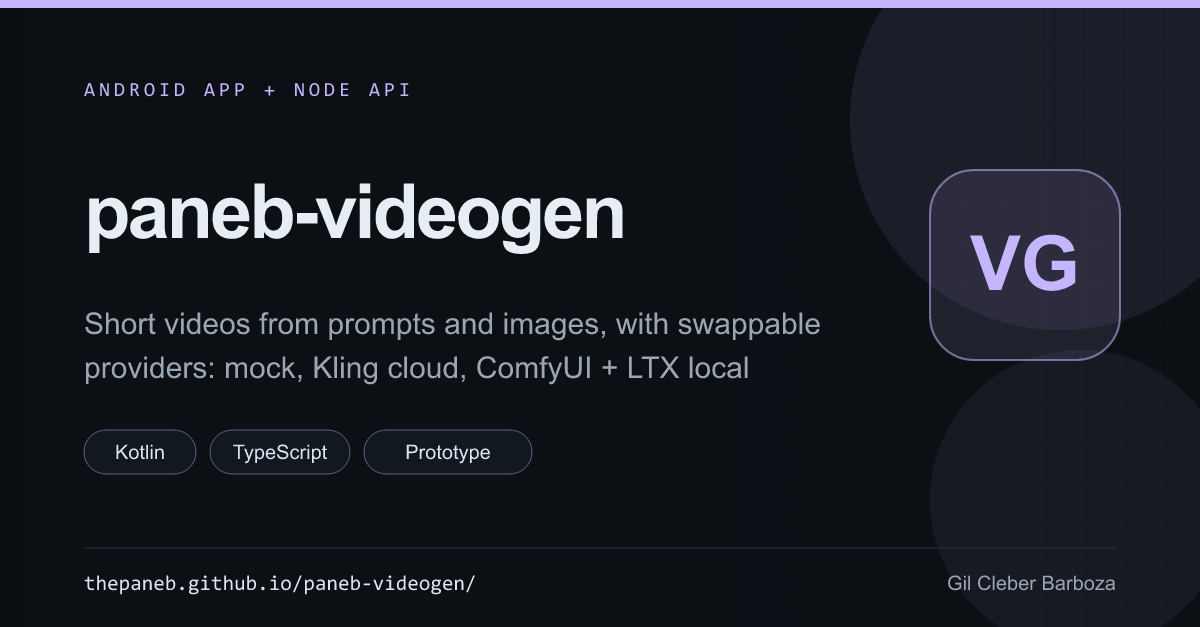 ANDROID APP + NODE API
paneb-videogen
VG
Short videos from prompts and images, with swappable
providers: mock, Kling cloud, ComfyUI + LTX local
Kotlin
TypeScript
Prototype
thepaneb.github.io/paneb-videogen/
Gil Cleber Barboza